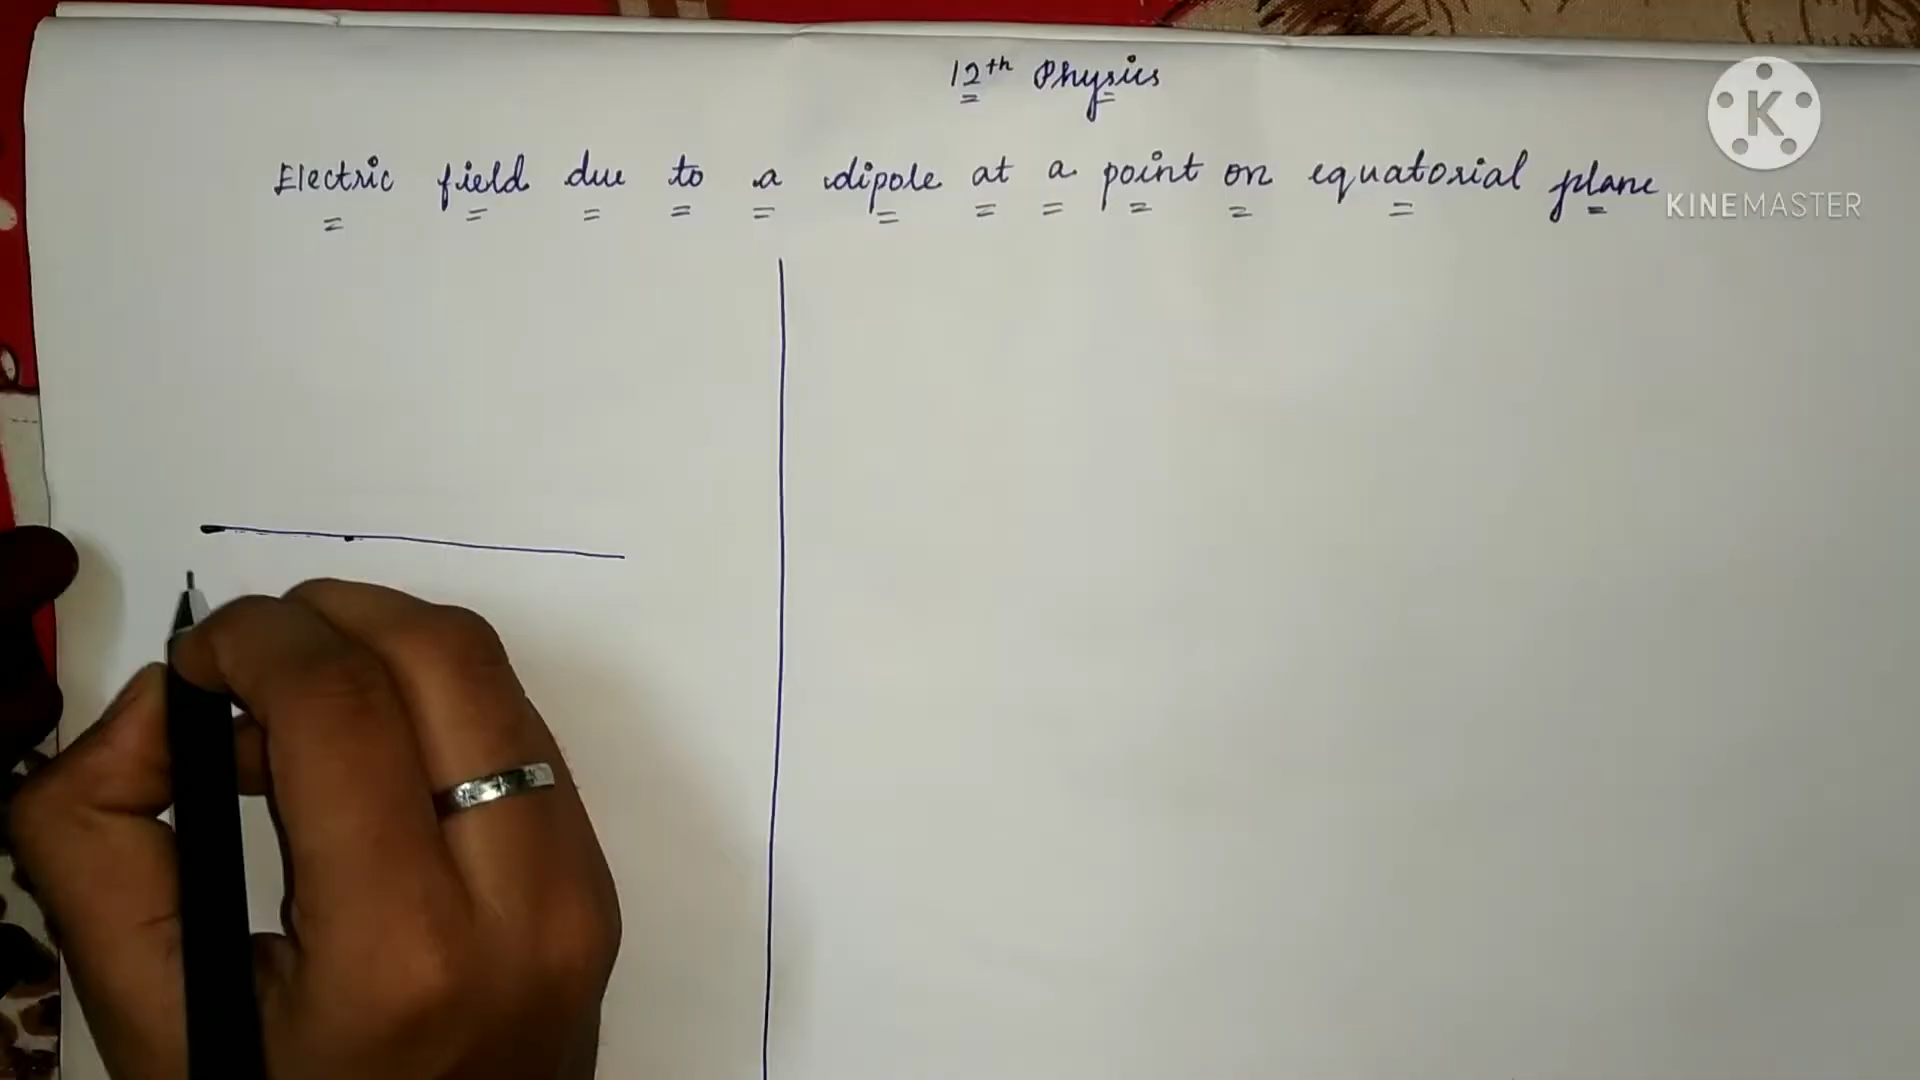 12th Physics
Electric field due to a dipole at a point on equatorial plane
K
KINEMASTER